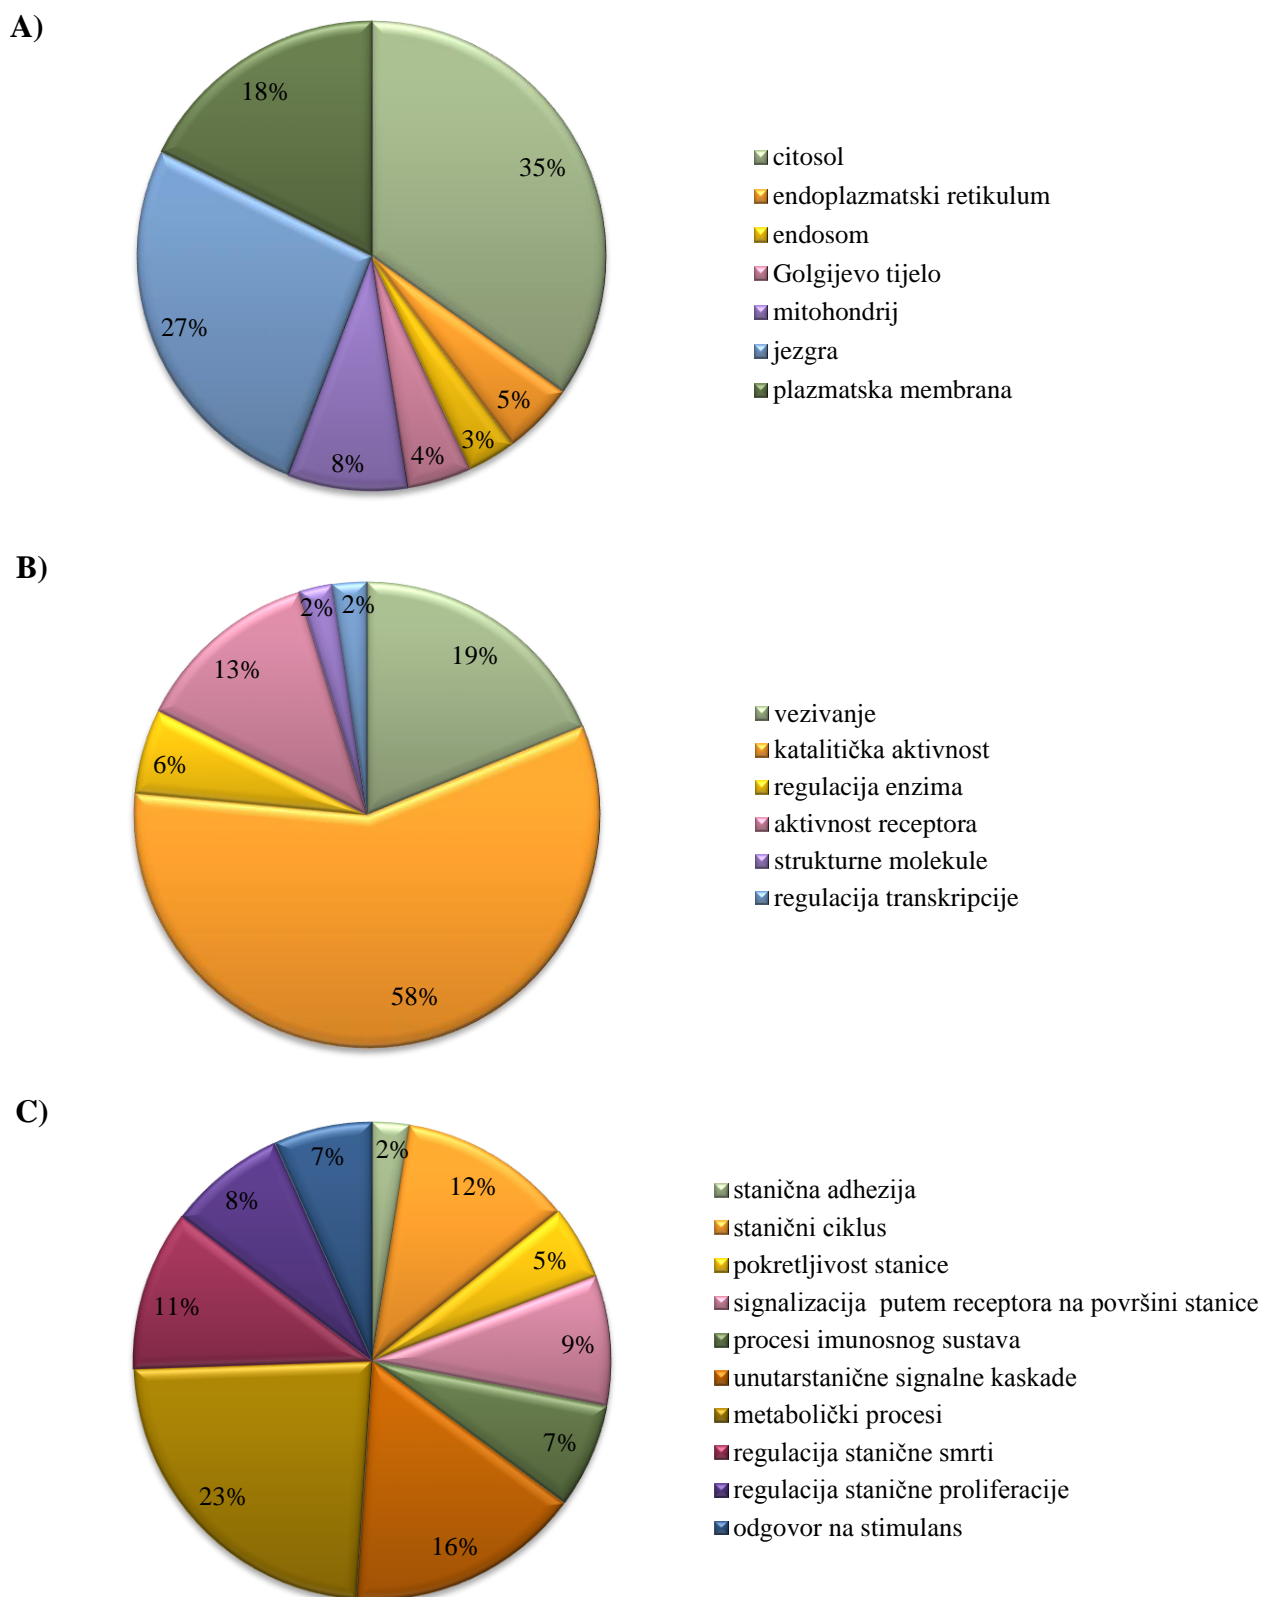 A)
18%
35%
27%
5%
3%
4%
8%
citosol
endoplazmatski retikulum
endosom
Golgijevo tijelo
mitohondrij
jezgra
plazmatska membrana
B)
2%
2%
19%
13%
6%
58%
vezivanje
katalitička aktivnost
regulacija enzima
aktivnost receptora
strukturne molekule
regulacija transkripcije
C)
7%
2%
12%
8%
5%
11%
9%
7%
23%
16%
stanična adhezija
stanični ciklus
pokretljivost stanice
signalizacija putem receptora na površini stanice
procesi imunosnog sustava
unutarstanične signalne kaskade
metabolički procesi
regulacija stanične smrti
regulacija stanične proliferacije
odgovor na stimulans